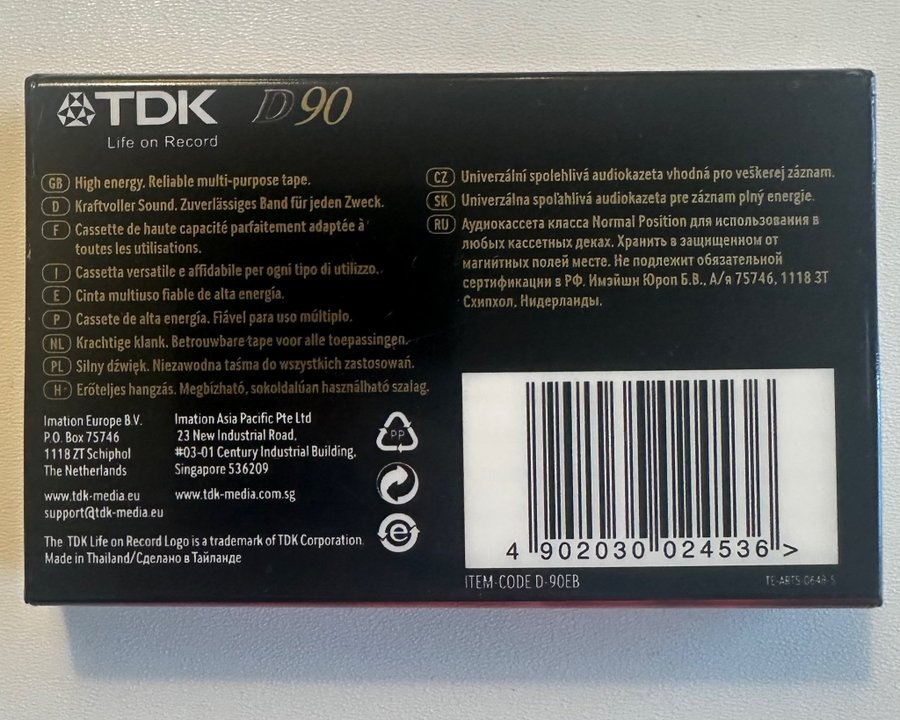 TDK D90
Life on Record
GB High energy. Reliable multi-purpose tape.
D Kraftvoller Sound. Zuverlässiges Band für jeden Zweck.
F Cassette de haute capacité parfaitement adaptée à
toutes les utilisations.
I Cassetta versatile e affidabile per ogni tipo di utilizzo.
E Cinta multiuso fiable de alta energía.
P Cassete de alta energía. Fiável para uso múltiplo.
NL Krachtige klank. Betrouwbare tape voor alle toepassingen.
PL Silny dźwięk. Niezawodna taśma do wszystkich zastosowań.
H Erőteljes hangzás. Megbízható, sokoldalúan használható szalag.
CZ Univerzální spolehlivá audiokazeta vhodná pro veškerej záznam.
SK Univerzálna spoľahlivá audiokazeta pre záznam plný energie.
RU Аудиокассета класса Normal Position для использования в
любых кассетных деках. Хранить в защищенном от
магнитных полей месте. Не подлежит обязательной
сертификации в РФ. Имэйшн Юроп Б.В., А/я 75746, 1118 ЗТ
Схипхол, Нидерланды.
Imation Europe B.V.
P.O. Box 75746
1118 ZT Schiphol
The Netherlands
www.tdk-media.eu
support@tdk-media.eu
Imation Asia Pacific Pte Ltd
23 New Industrial Road,
#03-01 Century Industrial Building,
Singapore 536209
www.tdk-media.com.sg
PP
e
The TDK Life on Record Logo is a trademark of TDK Corporation.
Made in Thailand/Сделано в Тайланде
4 902030 024536 >
ITEM-CODE D-90EB
TE-ABTS-0648-5